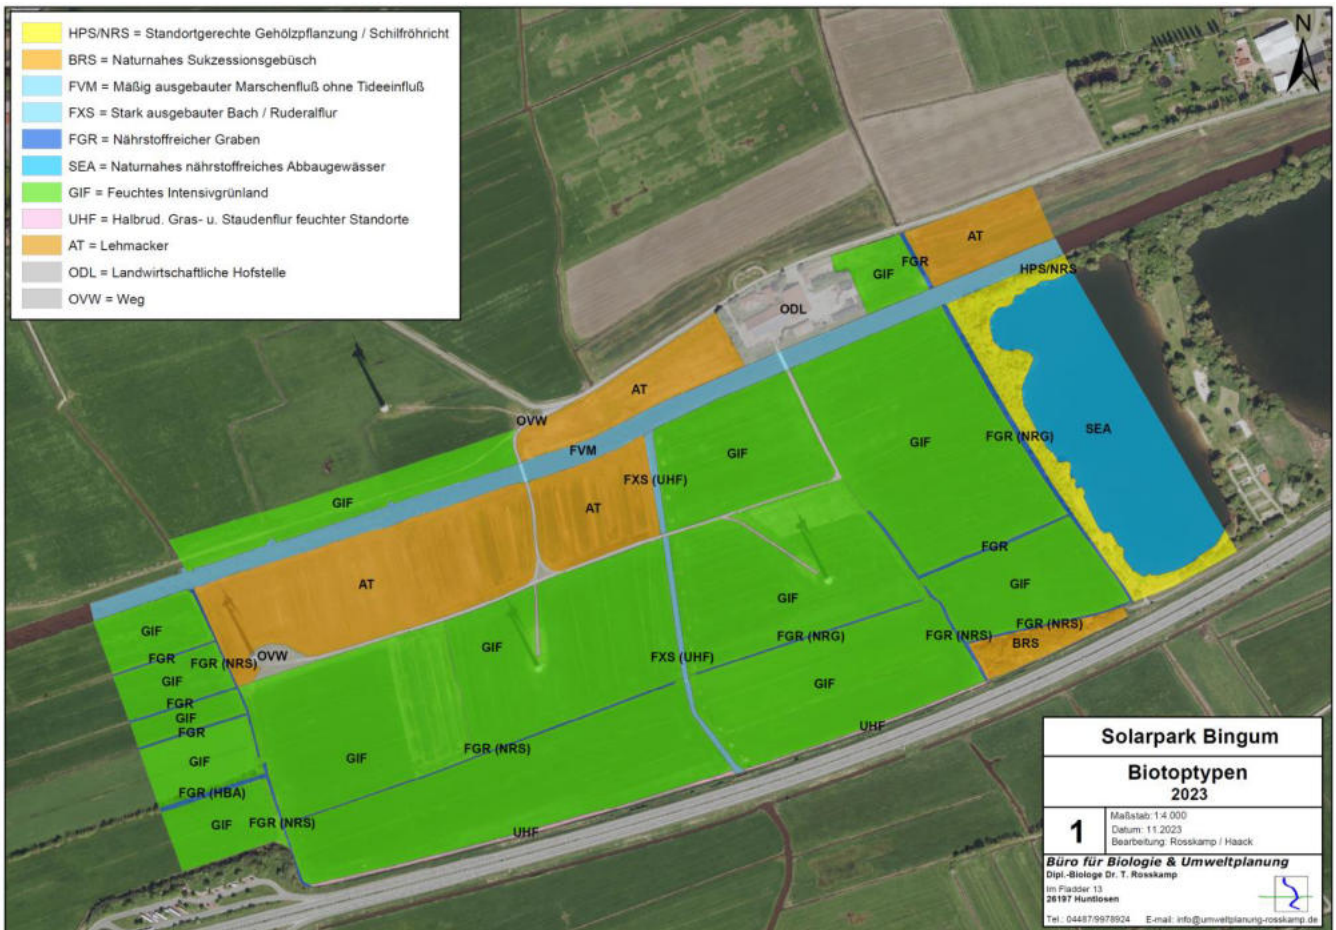 HPS/NRS = Standortgerechte Gehölzpflanzung / Schilfröhricht
BRS = Naturnahes Sukzessionsgebüsch
FVM = Mäßig ausgebauter Marschenfluß ohne Tideeinfluß
FXS = Stark ausgebauter Bach / Ruderalflur
FGR = Nährstoffreicher Graben
SEA = Naturnahes nährstoffreiches Abbaugewässer
GIF = Feuchtes Intensivgrünland
UHF = Halbrud. Gras- u. Staudenflur feuchter Standorte
AT = Lehmacker
ODL = Landwirtschaftliche Hofstelle
OVW = Weg
N
AT
FGR
GIF
HPS/NRS
ODL
AT
OVW
SEA
FGR (NRG)
GIF
FVM
GIF
FXS (UHF)
GIF
AT
FGR
AT
GIF
GIF
GIF
FGR (NRS)
GIF
FGR (NRG)
FGR (NRS)
BRS
GIF
OVW
FXS (UHF)
FGR
FGR (NRS)
GIF
GIF
FGR
GIF
FGR
UHF
FGR (NRS)
GIF
GIF
FGR (HBA)
GIF
FGR (NRS)
UHF
Solarpark Bingum
Biotoptypen
2023
1
Maßstab: 1:4.000
Datum: 11.2023
Bearbeitung: Rosskamp / Haack
Büro für Biologie & Umweltplanung
Dipl.-Biologe Dr. T. Rosskamp
Im Fladder 13
26197 Huntlosen
Tel.: 04487/9978924 E-mail: info@umweltplanung-rosskamp.de